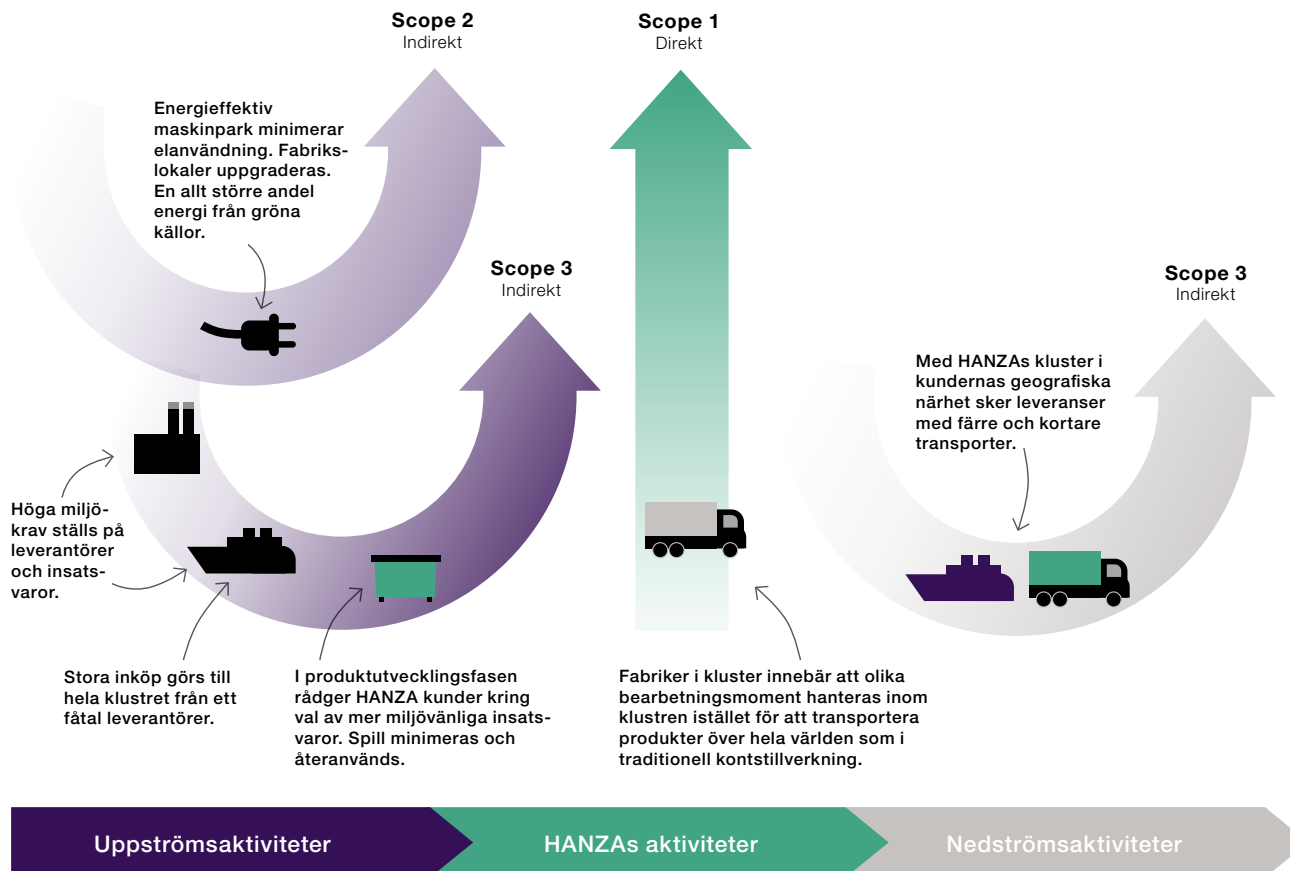 Scope 2
Indirekt
Scope 1
Direkt
Energieffektiv
maskinpark minimerar
elanvändning. Fabriks-
lokaler uppgraderas.
En allt större andel
energi från gröna
källor.
Scope 3
Indirekt
Scope 3
Indirekt
Med HANZAs kluster i
kundernas geografiska
närhet sker leveranser
med färre och kortare
transporter.
Höga miljö-
krav ställs på
leverantörer
och insats-
varor.
Stora inköp görs till
hela klustret från ett
fåtal leverantörer.
I produktutvecklingsfasen
rådger HANZA kunder kring
val av mer miljövänliga insats-
varor. Spill minimeras och
återanvänds.
Fabriker i kluster innebär att olika
bearbetningsmoment hanteras inom
klustren istället för att transportera
produkter över hela världen som i
traditionell kontstillverkning.
Uppströmsaktiviteter
HANZAs aktiviteter
Nedströmsaktiviteter